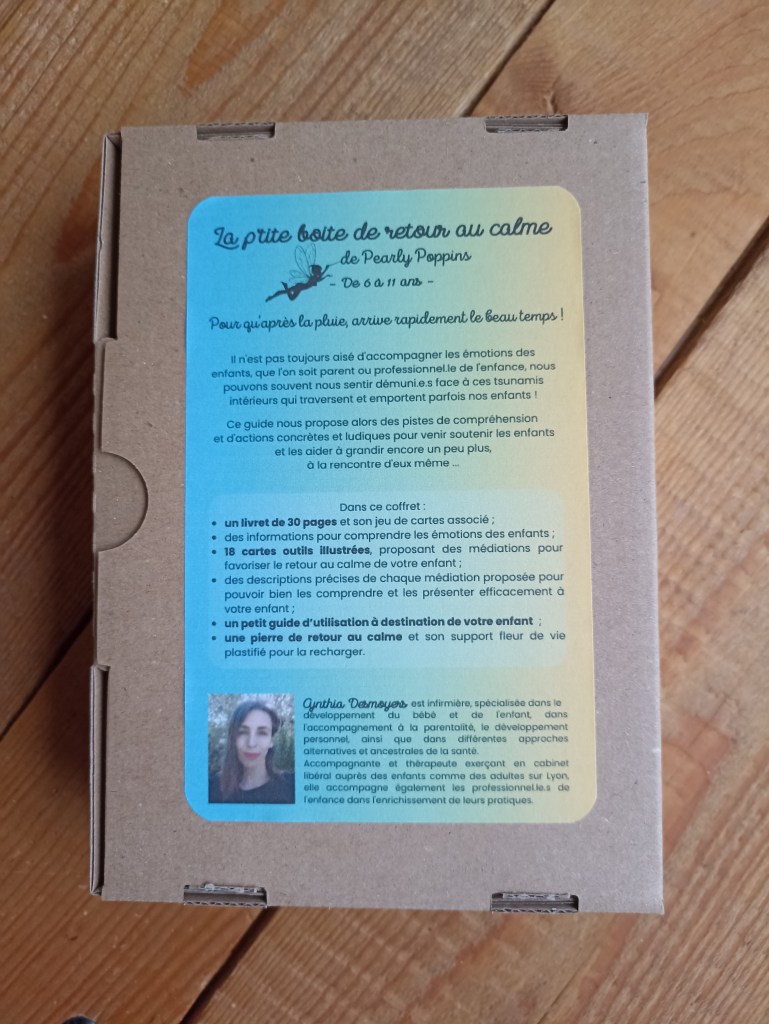 La p'tite boite de retour au calme
de Pearly Poppins
- De 6 à 11 ans -
Pour qu'après la pluie, arrive rapidement le beau temps !
Il n'est pas toujours aisé d'accompagner les émotions des
enfants, que l'on soit parent ou professionnel.le de l'enfance, nous
pouvons souvent nous sentir démuni.e.s face à ces tsunamis
intérieurs qui traversent et emportent parfois nos enfants !
Ce guide nous propose alors des pistes de compréhension
et d'actions concrètes et ludiques pour venir soutenir les enfants
et les aider à grandir encore un peu plus,
à la rencontre d'eux même ...
Dans ce coffret :
• un livret de 30 pages et son jeu de cartes associé ;
• des informations pour comprendre les émotions des enfants ;
• 18 cartes outils illustrées, proposant des médiations pour
favoriser le retour au calme de votre enfant ;
• des descriptions précises de chaque médiation proposée pour
pouvoir bien les comprendre et les présenter efficacement à
votre enfant ;
• un petit guide d'utilisation à destination de votre enfant ;
• une pierre de retour au calme et son support fleur de vie
plastifié pour la recharger.
Cynthia Desmoyers est infirmière, spécialisée dans le
développement du bébé et de l'enfant, dans
l'accompagnement à la parentalité, le développement
personnel, ainsi que dans différentes approches
alternatives et ancestrales de la santé.
Accompagnante et thérapeute exerçant en cabinet
libéral auprès des enfants comme des adultes sur Lyon,
elle accompagne également les professionnel.le.s de
l'enfance dans l'enrichissement de leurs pratiques.